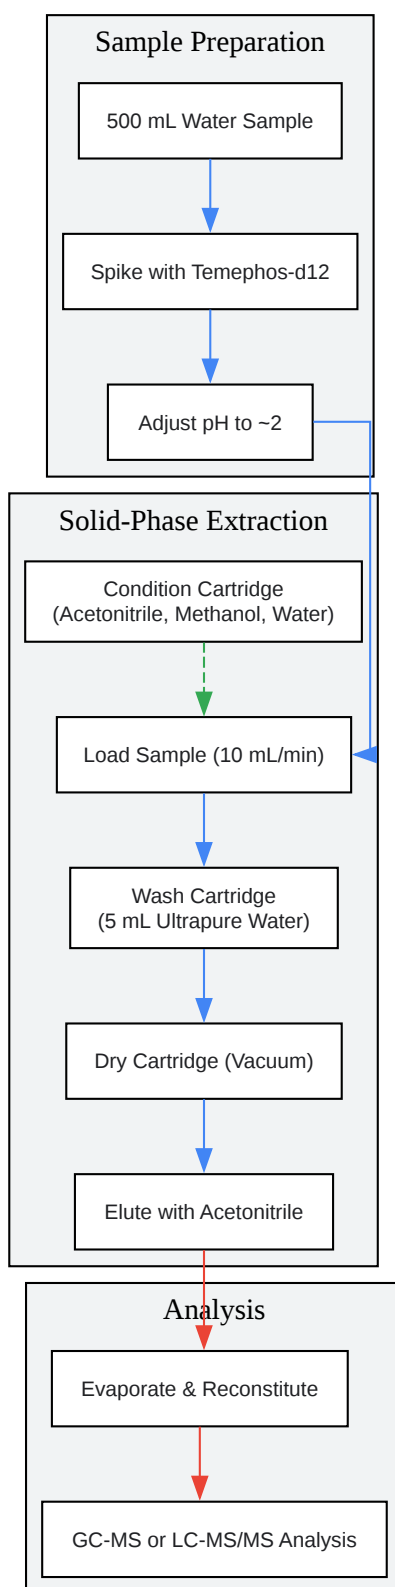 Sample Preparation
500 mL Water Sample
Spike with Temephos-d12
Adjust pH to ~2
Solid-Phase Extraction
Condition Cartridge
(Acetonitrile, Methanol, Water)
Load Sample (10 mL/min)
Wash Cartridge
(5 mL Ultrapure Water)
Dry Cartridge (Vacuum)
Elute with Acetonitrile
Analysis
Evaporate & Reconstitute
GC-MS or LC-MS/MS Analysis